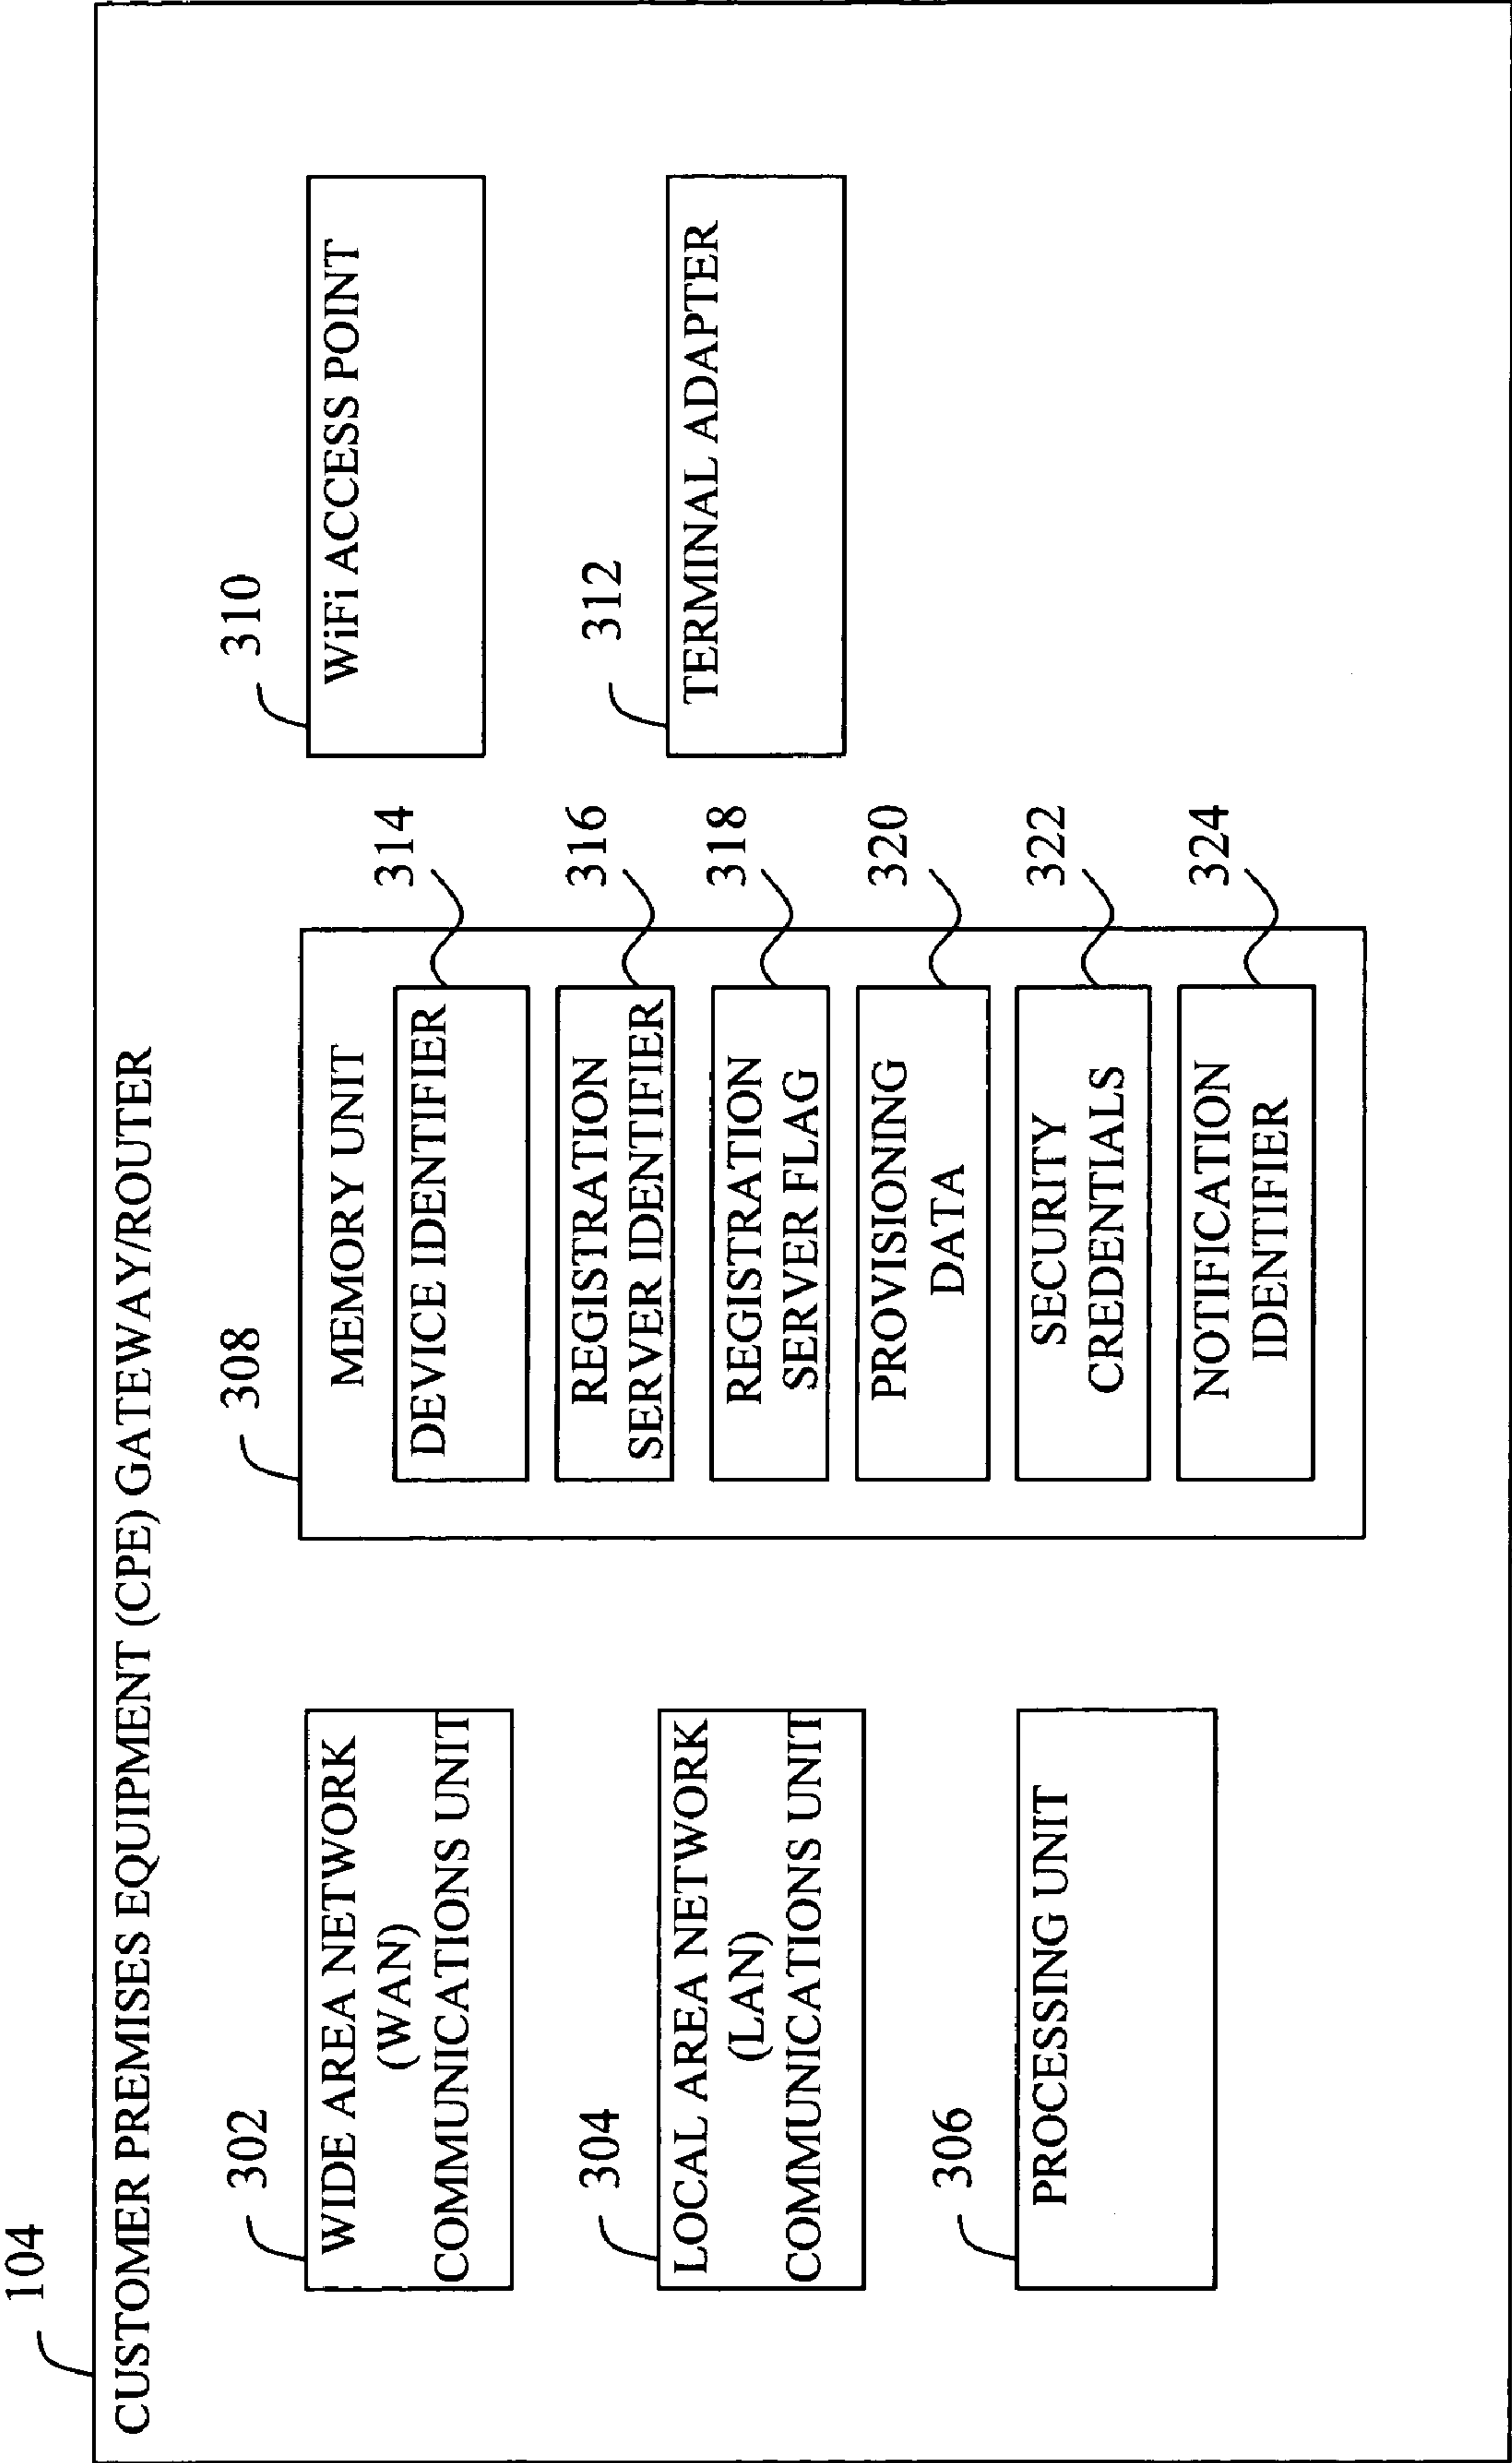 104
CUSTOMER PREMISES EQUIPMENT (CPE) GATEWAY/ROUTER
302
WIDE AREA NETWORK
(WAN)
COMMUNICATIONS UNIT
304
LOCAL AREA NETWORK
(LAN)
COMMUNICATIONS UNIT
306
PROCESSING UNIT
308
MEMORY UNIT
314
DEVICE IDENTIFIER
316
REGISTRATION
SERVER IDENTIFIER
318
REGISTRATION
SERVER FLAG
320
PROVISIONING
DATA
322
SECURITY
CREDENTIALS
324
NOTIFICATION
IDENTIFIER
310
WiFi ACCESS POINT
312
TERMINAL ADAPTER